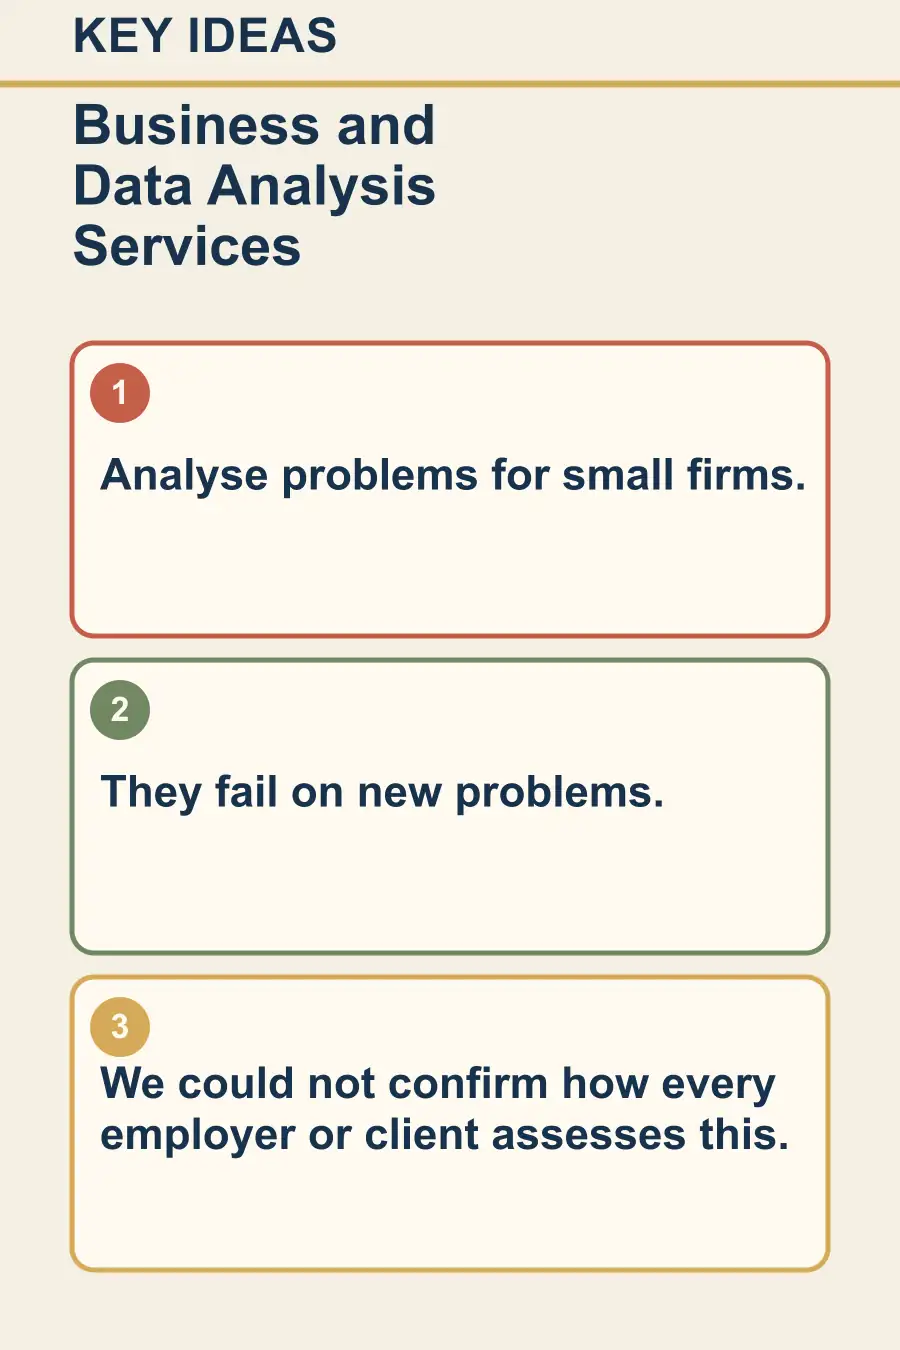 KEY IDEAS
Business and
Data Analysis
Services
1
Analyse problems for small firms.
2
They fail on new problems.
3
We could not confirm how every
employer or client assesses this.